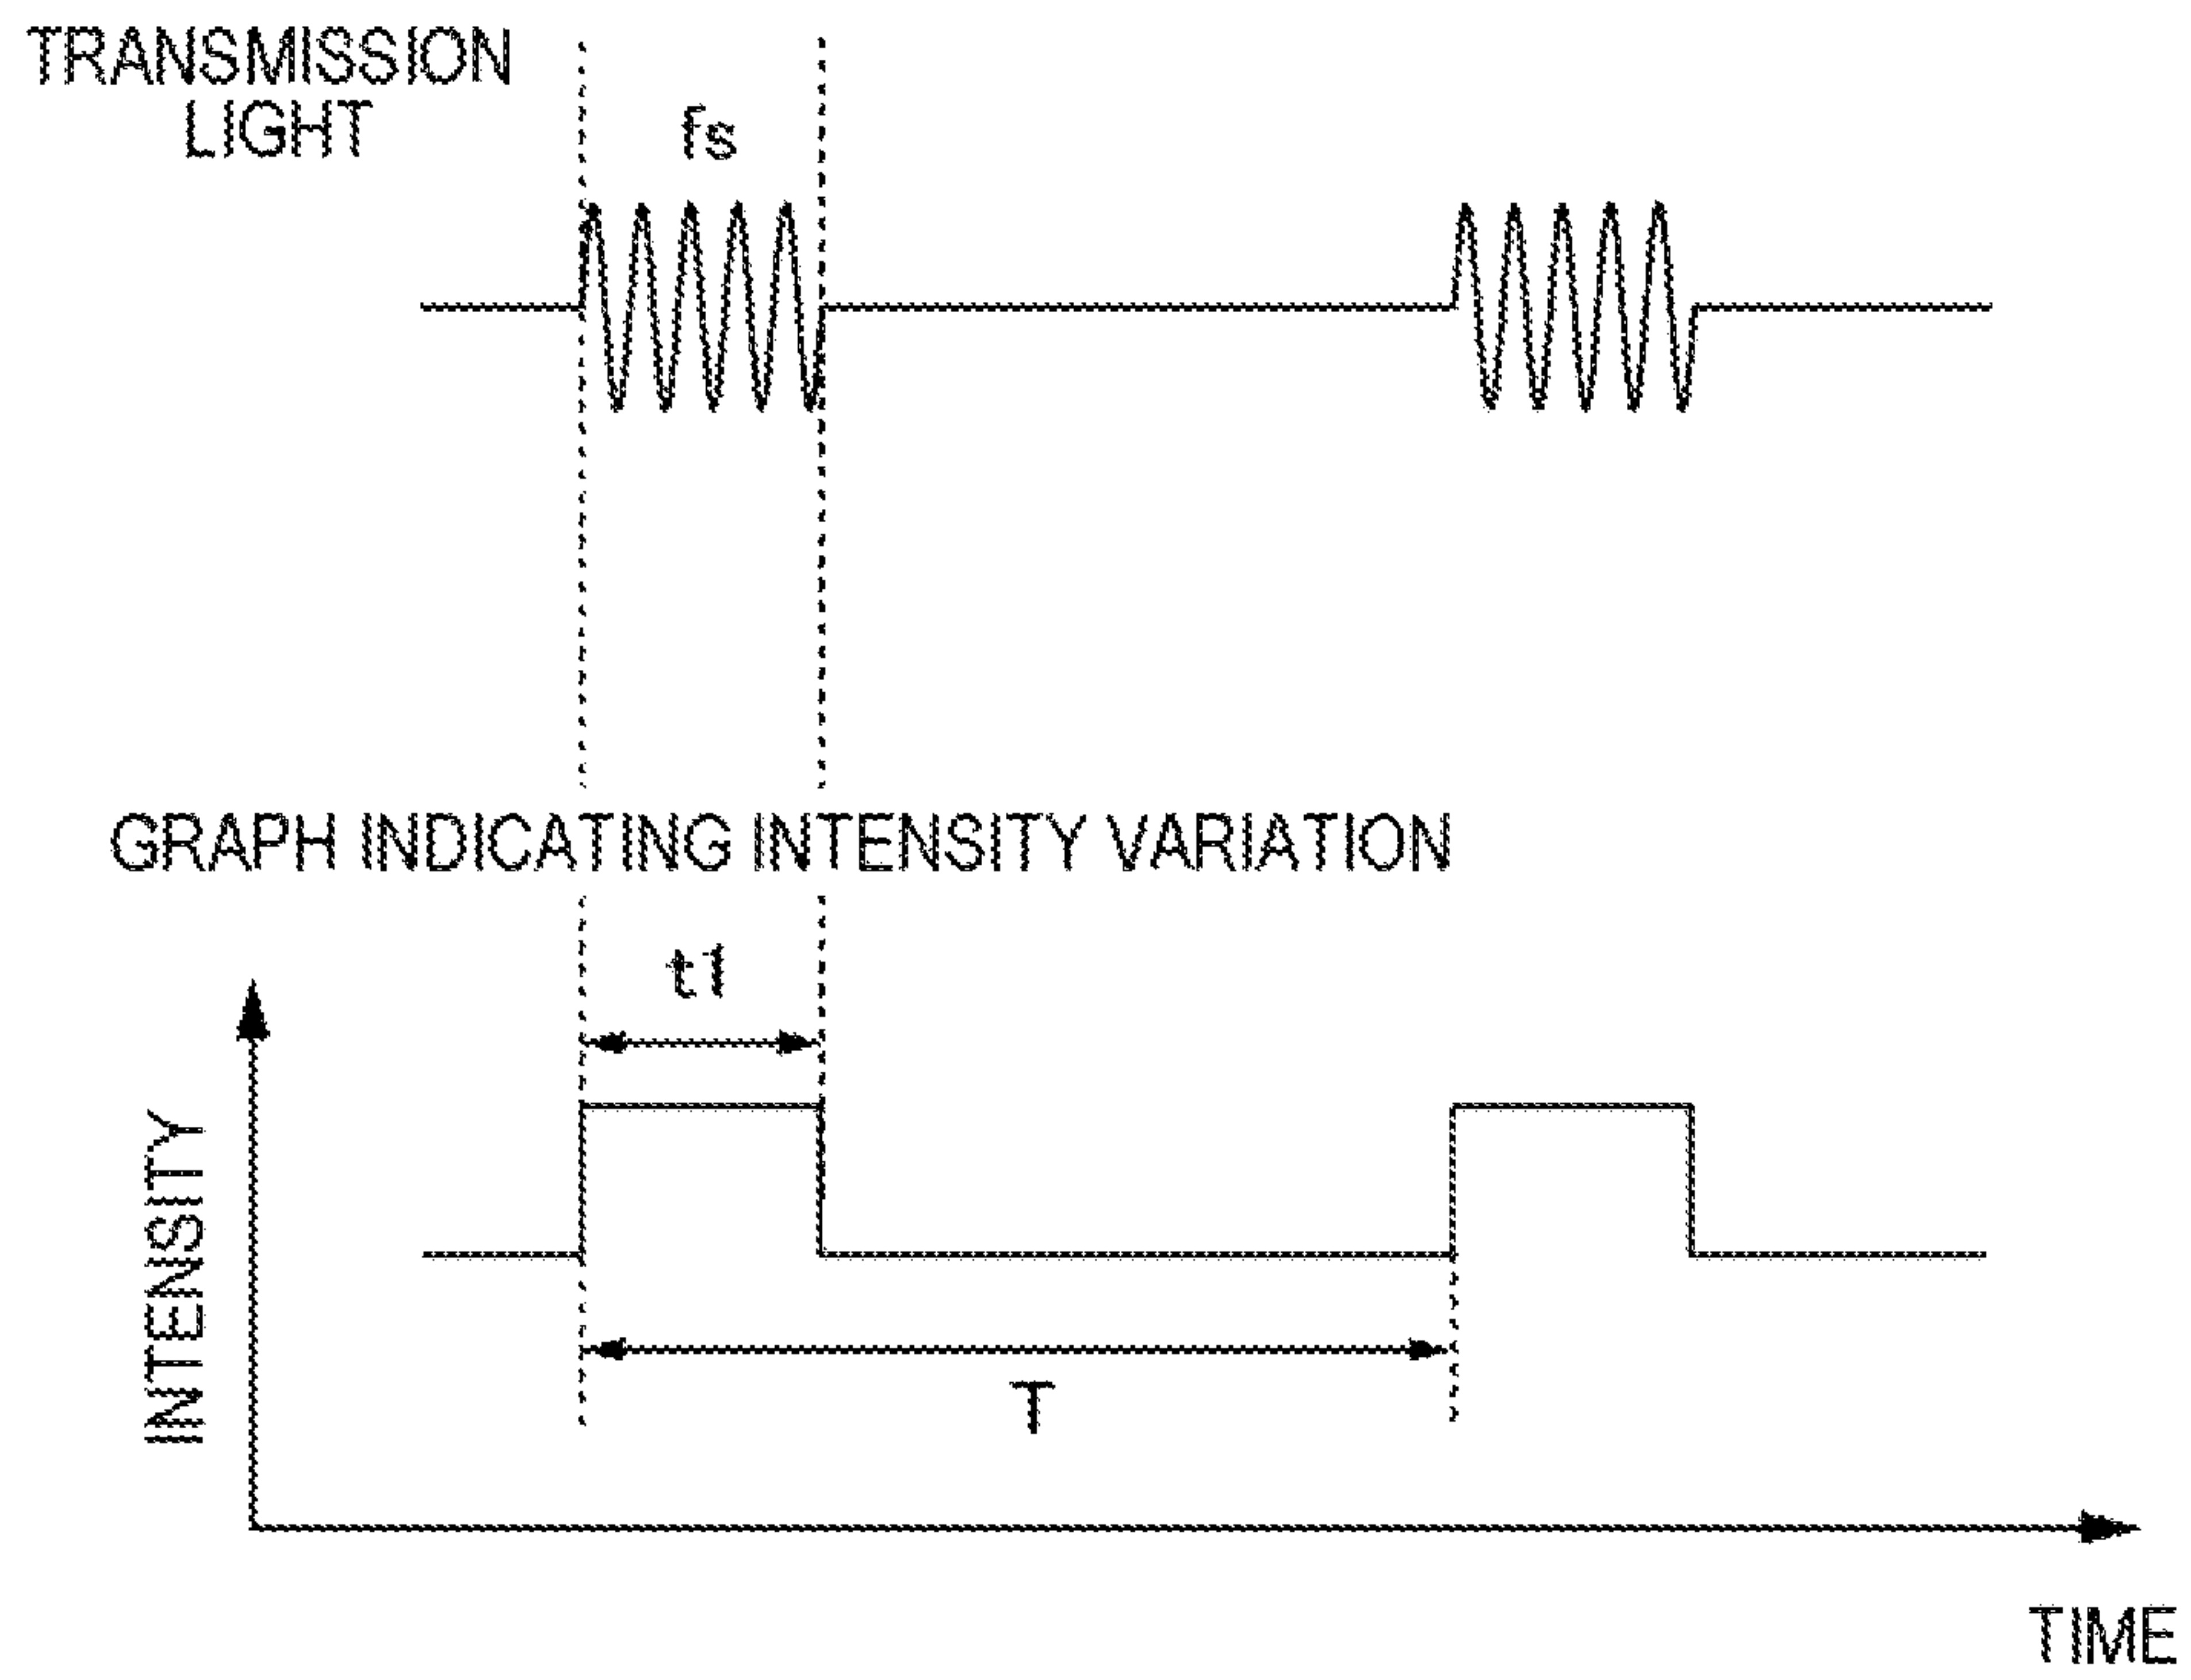 TRANSMISSION
LIGHT
fs
GRAPH INDICATING INTENSITY VARIATION
t1
INTENSITY
T
TIME